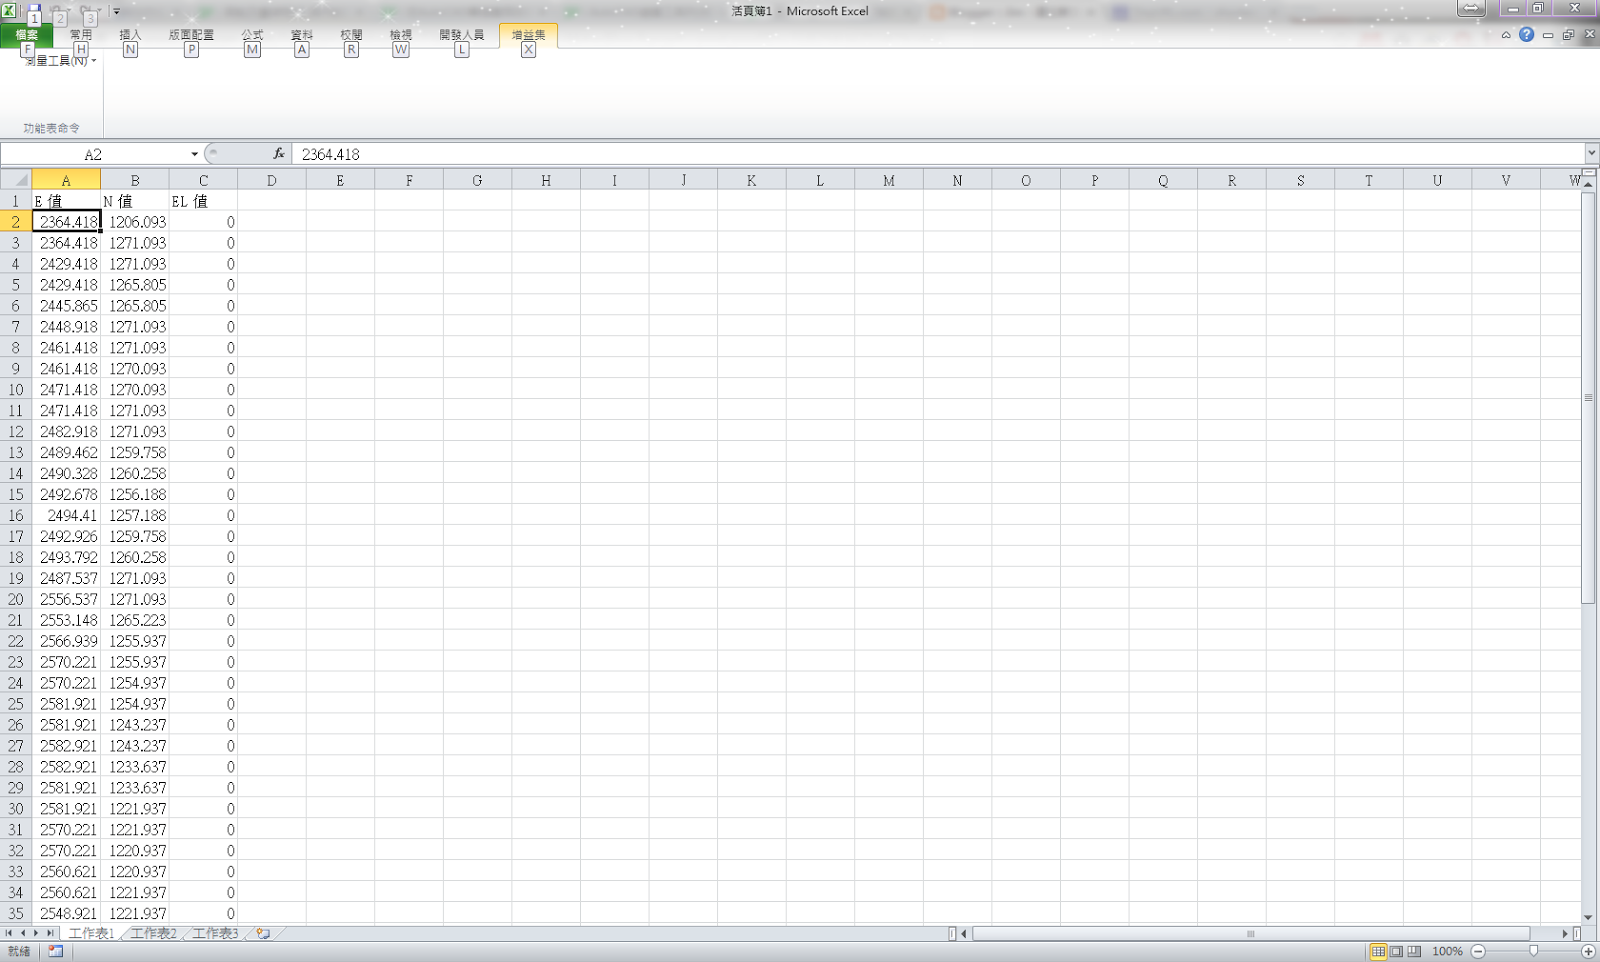 活頁簿1 - Microsoft Excel
1 2 3
檔案 常用 插入 版面配置 公式 資料 校閱 檢視 開發人員 增益集
F H N P M A R W L X
測量工具(N)
功能表命令
A2 fx 2364.418
A B C D E F G H I J K L M N O P Q R S T U V W
1 E 值 N 值 EL 值
2 2364.418 1206.093 0
3 2364.418 1271.093 0
4 2429.418 1271.093 0
5 2429.418 1265.805 0
6 2445.865 1265.805 0
7 2448.918 1271.093 0
8 2461.418 1271.093 0
9 2461.418 1270.093 0
10 2471.418 1270.093 0
11 2471.418 1271.093 0
12 2482.918 1271.093 0
13 2489.462 1259.758 0
14 2490.328 1260.258 0
15 2492.678 1256.188 0
16 2494.41 1257.188 0
17 2492.926 1259.758 0
18 2493.792 1260.258 0
19 2487.537 1271.093 0
20 2556.537 1271.093 0
21 2553.148 1265.223 0
22 2566.939 1255.937 0
23 2570.221 1255.937 0
24 2570.221 1254.937 0
25 2581.921 1254.937 0
26 2581.921 1243.237 0
27 2582.921 1243.237 0
28 2582.921 1233.637 0
29 2581.921 1233.637 0
30 2581.921 1221.937 0
31 2570.221 1221.937 0
32 2570.221 1220.937 0
33 2560.621 1220.937 0
34 2560.621 1221.937 0
35 2548.921 1221.937 0
工作表1 工作表2 工作表3
就緒 100%